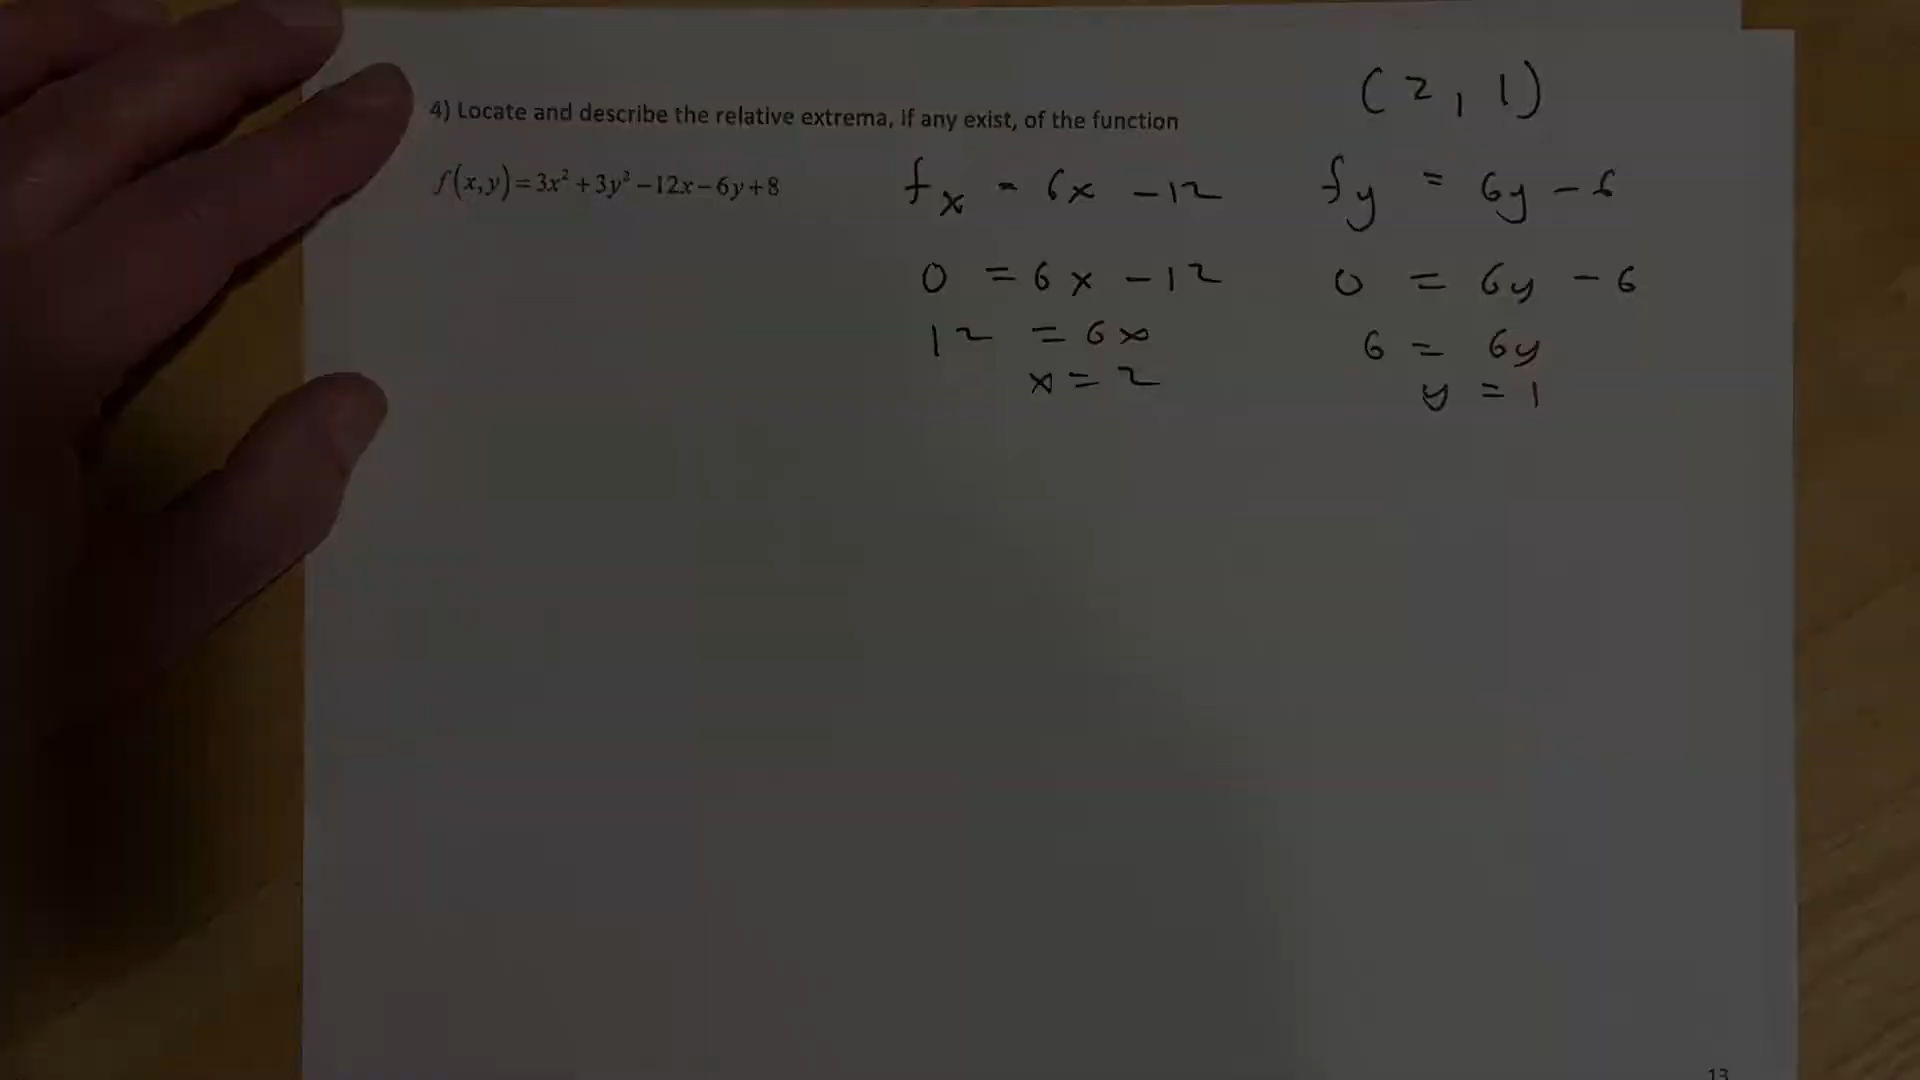 (2, 1)
4) Locate and describe the relative extrema, if any exist, of the function
f(x,y)=3x²+3y²−12x−6y+8
fx = 6x −12
fy = 6y − 6
0 = 6x −12
0 = 6y − 6
12 = 6x
6 = 6y
x = 2
y = 1
13